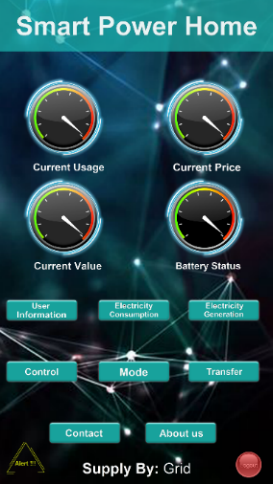 Smart Power Home
Current Usage
Current Price
Current Value
Battery Status
User
Information
Electricity
Consumption
Electricity
Generation
Control
Mode
Transfer
Contact
About us
Alert !!!
Supply By: Grid